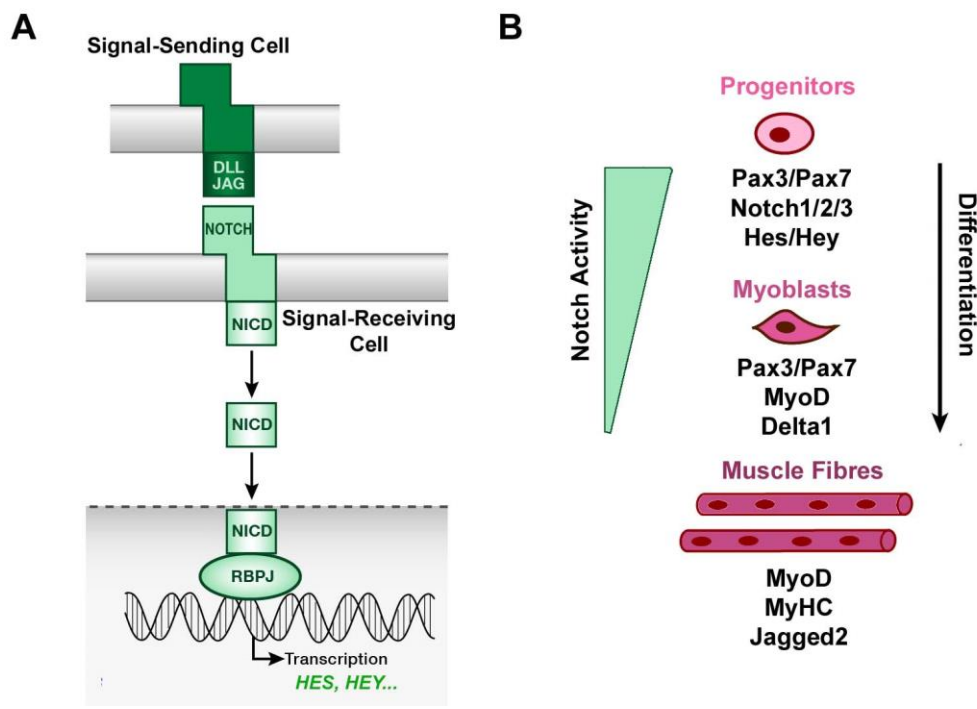 A
Signal-Sending Cell
DLL
JAG
NOTCH
NICD
Signal-Receiving
Cell
NICD
NICD
RBPJ
Transcription
HES, HEY...
B
Progenitors
Pax3/Pax7
Notch1/2/3
Hes/Hey
Myoblasts
Pax3/Pax7
MyoD
Delta1
Muscle Fibres
MyoD
MyHC
Jagged2
Notch Activity
Differentiation